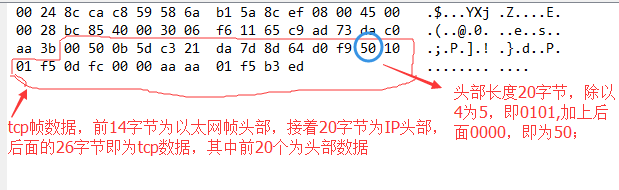 00 24 8c ca c8 59 58 6a b1 5a 8c ef 08 00 45 00 .$...YXj .Z....E.
00 28 bc 85 40 00 30 06 f6 11 65 c9 ad 73 da c0 .(..@.0. ..e..s..
aa 3b 00 50 0b 5d c3 21 da 7d 8d 64 d0 f9 50 10 .;.P.].! .}.d..P.
01 f5 0d fc 00 00 aa aa 01 f5 b3 ed ........ ....
头部长度20字节，除以
4为5，即0101,加上后
面0000，即为50；
tcp帧数据，前14字节为以太网帧头部，接着20字节为IP头部，
后面的26字节即为tcp数据，其中前20个为头部数据